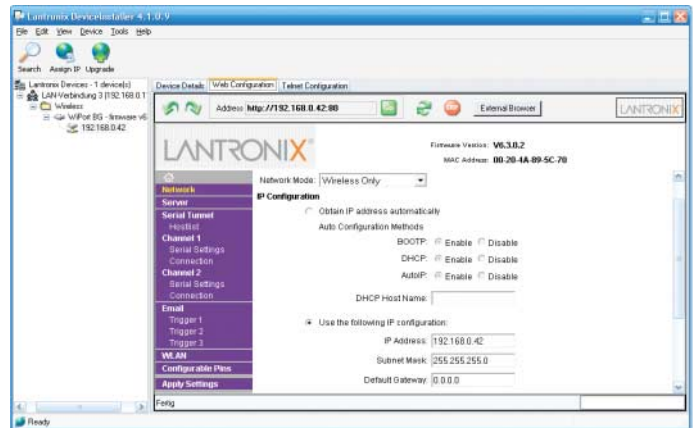 Lantronix DeviceInstaller 4.1.0.9
File Edit View Device Tools Help
Search Assign IP Upgrade
Lantronix Devices - 1 device(s)
LAN-Verbindung 3 (192.168.0.1
Wireless
WiPort BG - firmware v6
192.168.0.42
Device Details Web Configuration Telnet Configuration
Address http://192.168.0.42:80 External Browser LANTRONIX
LANTRONIX®
Firmware Version: V6.3.0.2
MAC Address: 00-20-4A-89-5C-70
Network
Server
Serial Tunnel
Hostlist
Channel 1
Serial Settings
Connection
Channel 2
Serial Settings
Connection
Email
Trigger 1
Trigger 2
Trigger 3
WLAN
Configurable Pins
Apply Settings
Network Mode: Wireless Only
IP Configuration
Obtain IP address automatically
Auto Configuration Methods
BOOTP: Enable Disable
DHCP: Enable Disable
AutoIP: Enable Disable
DHCP Host Name:
Use the following IP configuration:
IP Address: 192.168.0.42
Subnet Mask: 255.255.255.0
Default Gateway: 0.0.0.0
Fertig
Ready